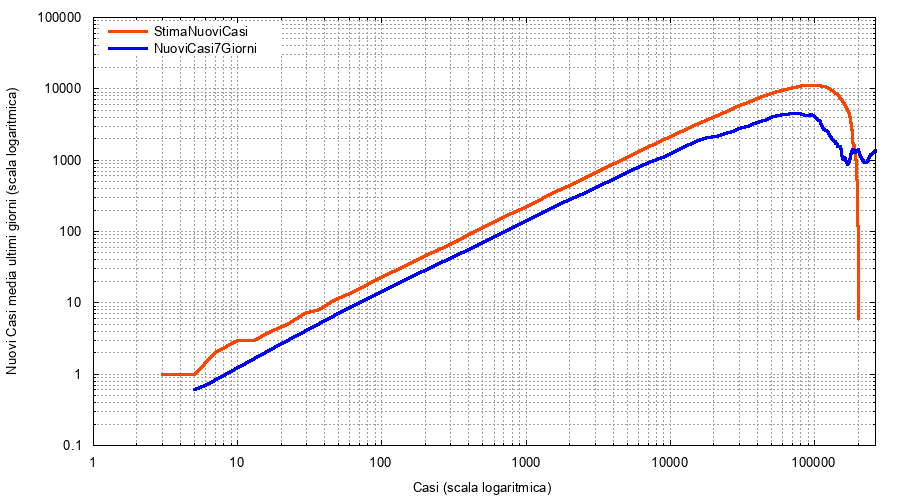 100000
10000
1000
100
10
1
0.1
StimaNuoviCasi
NuoviCasi7Giorni
Nuovi Casi media ultimi giorni (scala logaritmica)
1 10 100 1000 10000 100000
Casi (scala logaritmica)